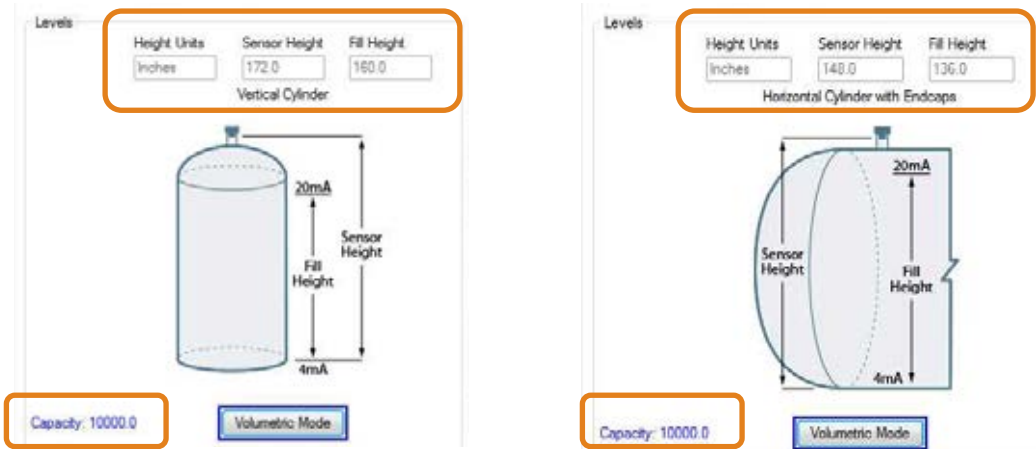 Levels
Height Units Sensor Height Fill Height
Inches 172.0 160.0
Vertical Cylinder
20mA
Sensor
Height
Fill
Height
4mA
Capacity: 10000.0
Volumetric Mode
Levels
Height Units Sensor Height Fill Height
Inches 148.0 136.0
Horizontal Cylinder with Endcaps
20mA
Sensor
Height
Fill
Height
4mA
Capacity: 10000.0
Volumetric Mode